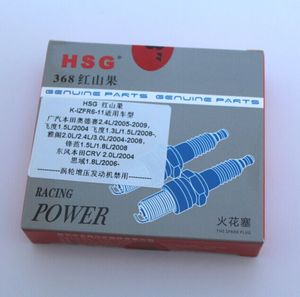 HSG
368 红山果
GENUINE PARTS GENUINE PARTS
HSG 红山果
K-IZFR6-11适用车型
广汽本田奥德赛2.4L/2005-2009,
飞度1.5L/2004 飞度1.3L/1.5L/2008-,
雅阁2.0L/2.4L/3.0L/2004-2008,
锋范1.5L/1.8L/2008
东风本田CRV 2.0L/2004
思域1.8L/2006-
---涡轮增压发动机禁用---
RACING
POWER
火花塞
THE SPARK PLUG